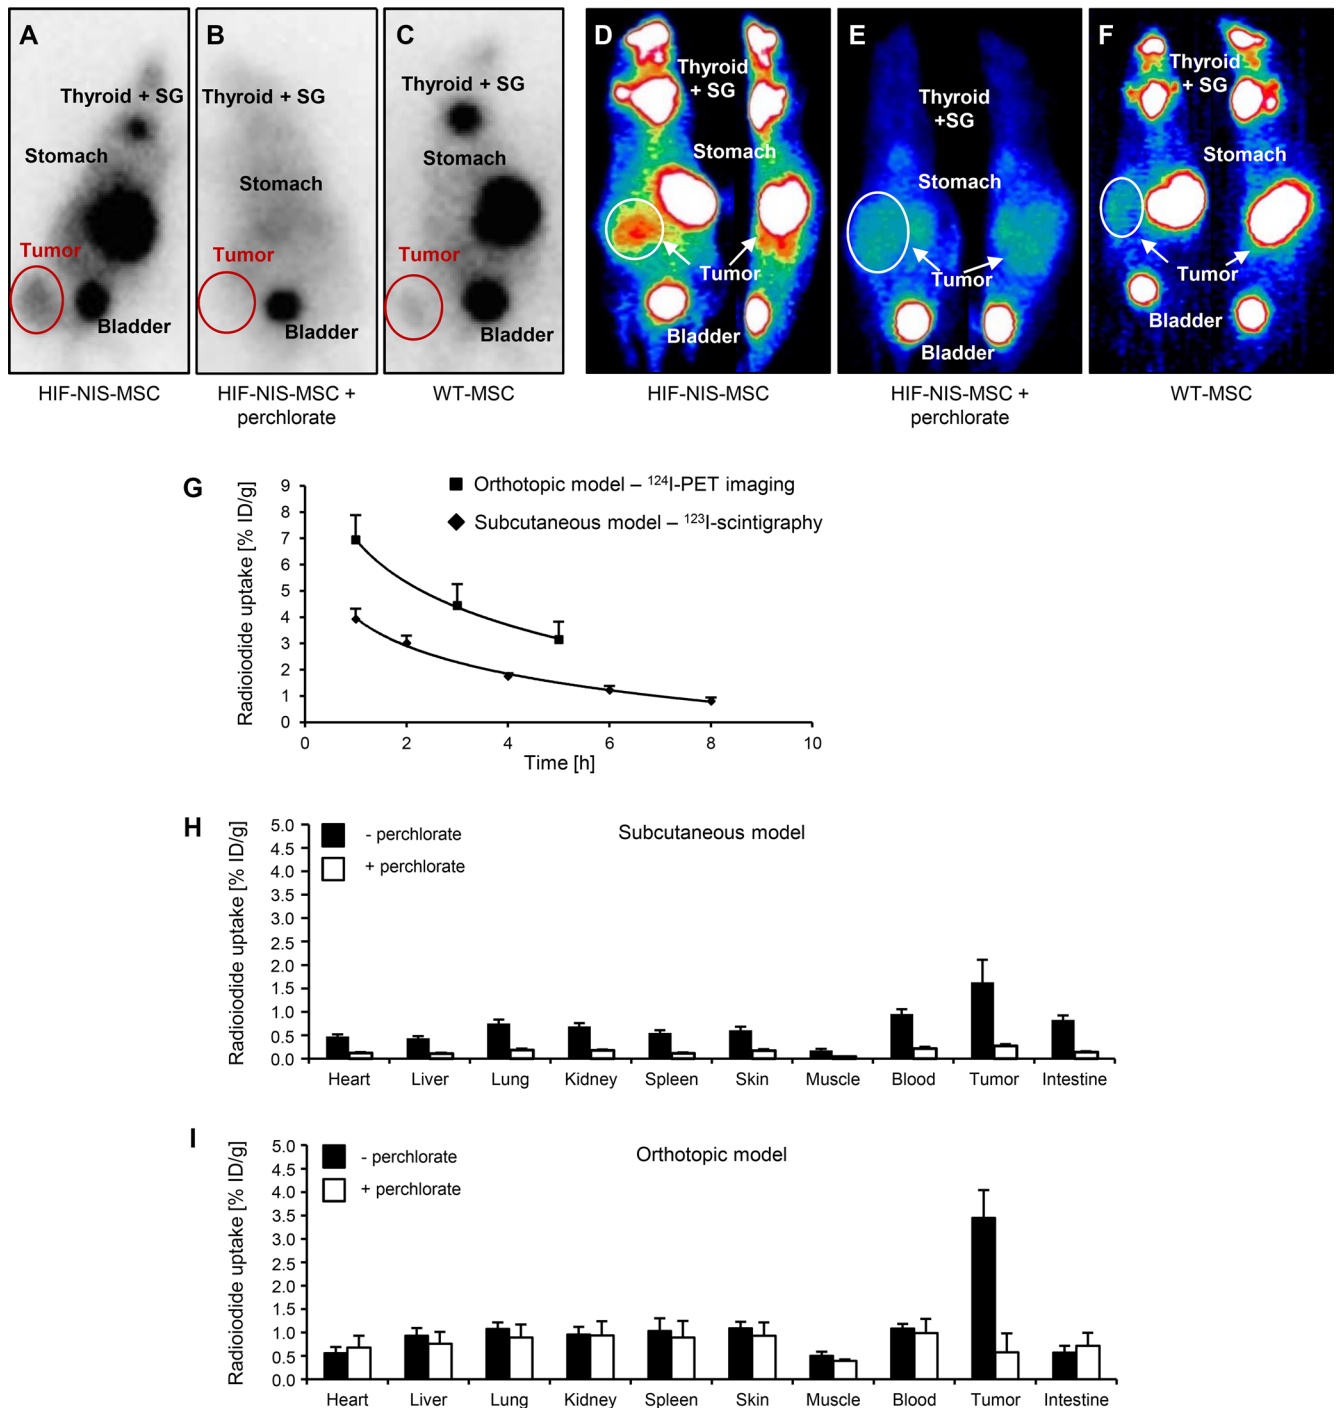 A
Thyroid + SG
Stomach
Tumor
Bladder
HIF-NIS-MSC
B
Thyroid + SG
Stomach
Tumor
Bladder
HIF-NIS-MSC +
perchlorate
C
Thyroid + SG
Stomach
Tumor
Bladder
WT-MSC
D
Thyroid
+ SG
Stomach
Tumor
Bladder
HIF-NIS-MSC
E
Thyroid
+SG
Stomach
Tumor
Bladder
HIF-NIS-MSC +
perchlorate
F
Thyroid
+ SG
Stomach
Tumor
Bladder
WT-MSC
G
Radioiodide uptake [% ID/g]
9
8
7
6
5
4
3
2
1
0
0 2 4 6 8 10
Time [h]
Orthotopic model – ¹²⁴I-PET imaging
Subcutaneous model – ¹²³I-scintigraphy
H
Subcutaneous model
- perchlorate
+ perchlorate
Radioiodide uptake [% ID/g]
5.0
4.5
4.0
3.5
3.0
2.5
2.0
1.5
1.0
0.5
0.0
Heart Liver Lung Kidney Spleen Skin Muscle Blood Tumor Intestine
I
Orthotopic model
- perchlorate
+ perchlorate
Radioiodide uptake [% ID/g]
5.0
4.5
4.0
3.5
3.0
2.5
2.0
1.5
1.0
0.5
0.0
Heart Liver Lung Kidney Spleen Skin Muscle Blood Tumor Intestine